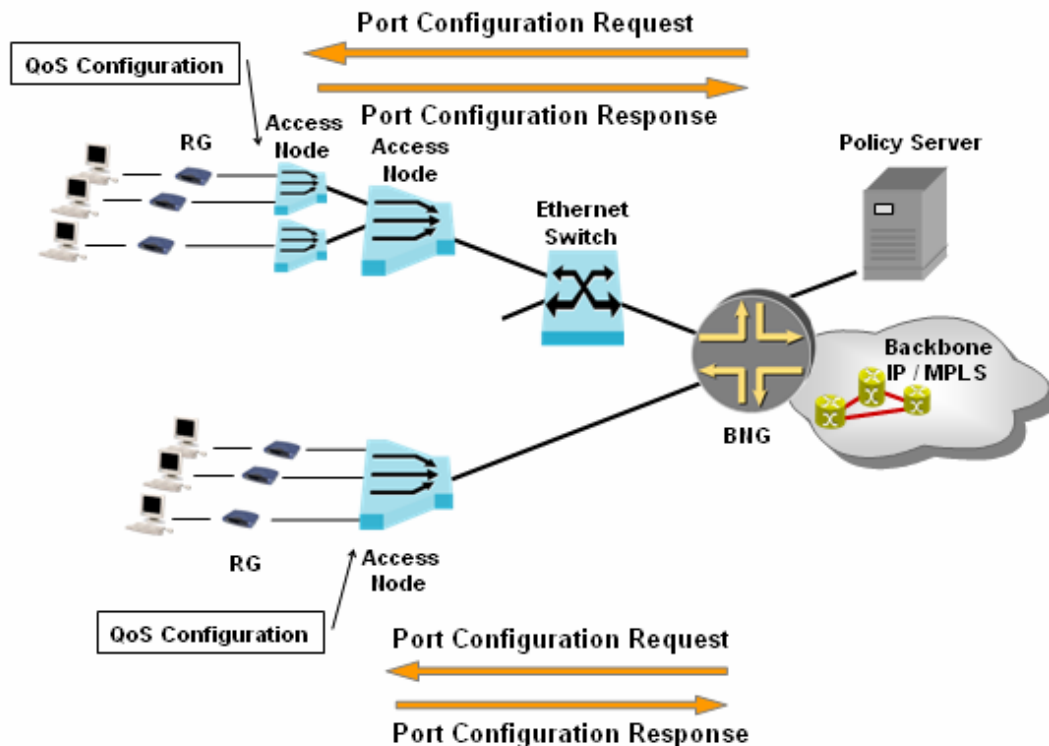 Port Configuration Request
QoS Configuration
Port Configuration Response
RG
Access
Node
Access
Node
Policy Server
Ethernet
Switch
Backbone
IP / MPLS
BNG
RG
Access
Node
QoS Configuration
Port Configuration Request
Port Configuration Response